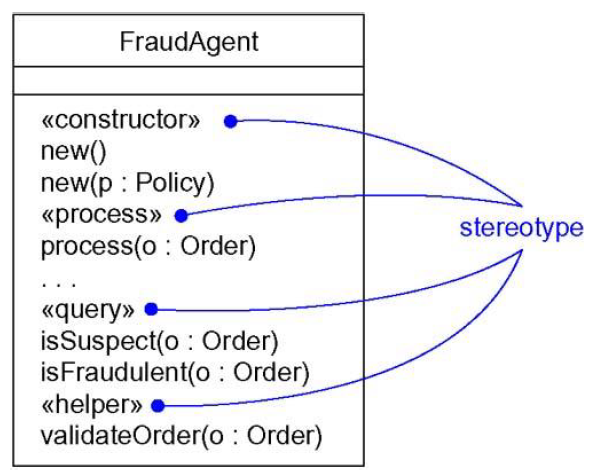 FraudAgent
«constructor»
new()
new(p : Policy)
«process»
process(o : Order)
. . .
«query»
isSuspect(o : Order)
isFraudulent(o : Order)
«helper»
validateOrder(o : Order)
stereotype